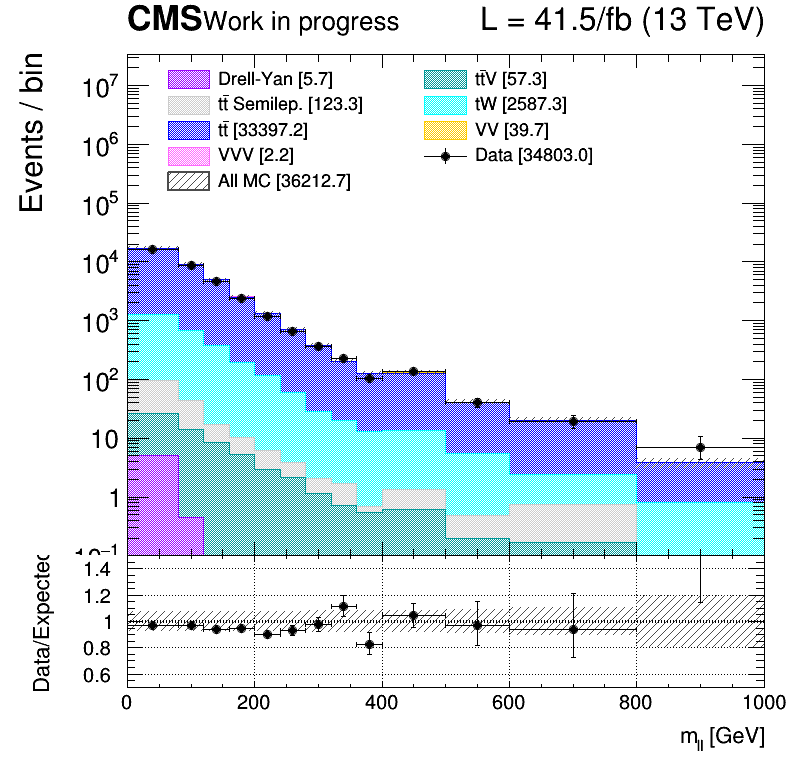 CMS Work in progress L = 41.5/fb (13 TeV)
Events / bin
Drell-Yan [5.7] tt̄V [57.3]
tt̄ Semilep. [123.3] tW [2587.3]
tt̄ [33397.2] VV [39.7]
VVV [2.2] Data [34803.0]
All MC [36212.7]
10⁷
10⁶
10⁵
10⁴
10³
10²
10
1
10⁻¹
Data/Expected
1.4
1.2
1
0.8
0.6
0 200 400 600 800 1000
m_ll [GeV]